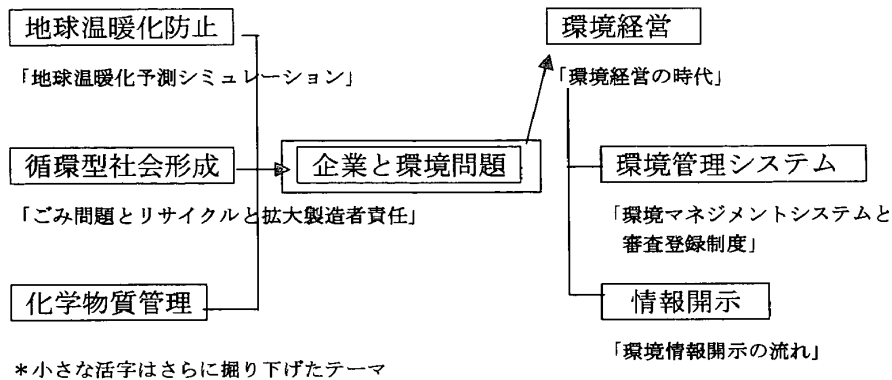 地球温暖化防止
「地球温暖化予測シミュレーション」
循環型社会形成
「ごみ問題とリサイクルと拡大製造者責任」
化学物質管理
企業と環境問題
環境経営
「環境経営の時代」
環境管理システム
「環境マネジメントシステムと
審査登録制度」
情報開示
「環境情報開示の流れ」
*小さな活字はさらに掘り下げたテーマ